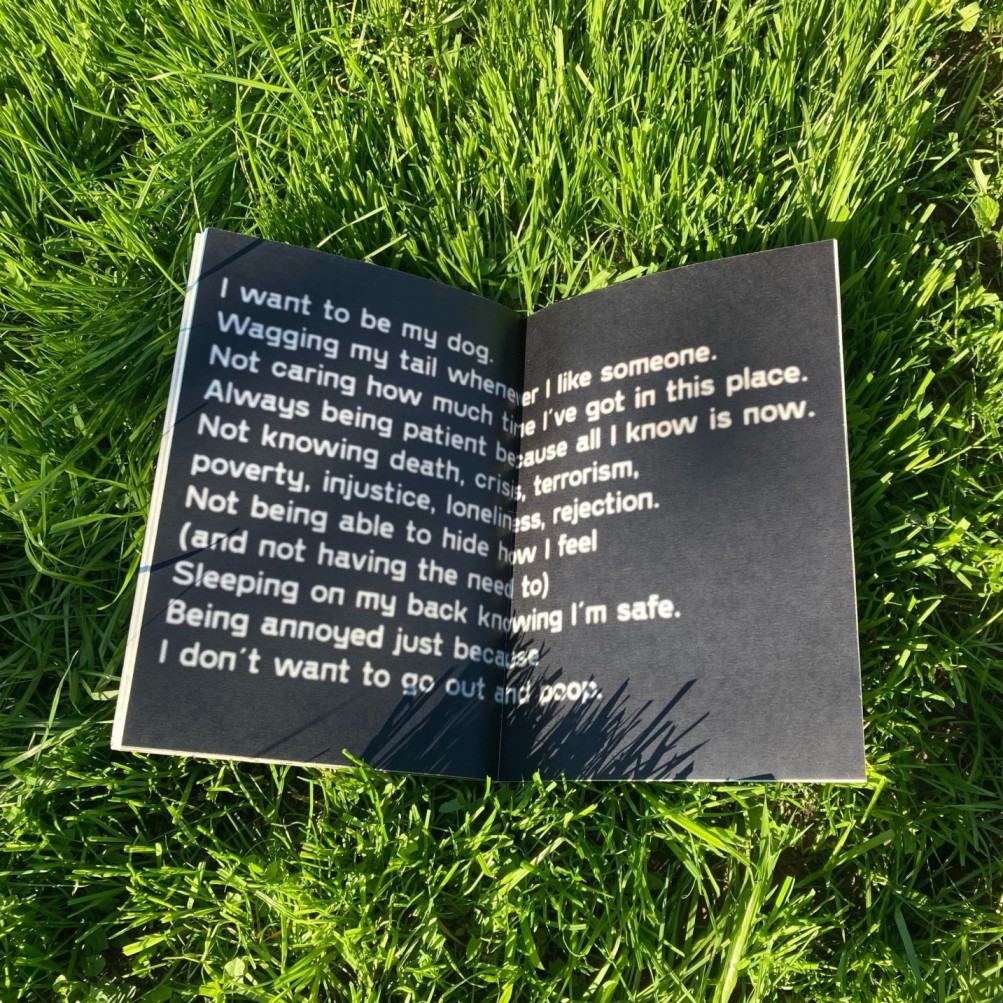 I want to be my dog.
Wagging my tail whenever I like someone.
Not caring how much time I've got in this place.
Always being patient because all I know is now.
Not knowing death, crisis, terrorism,
poverty, injustice, loneliness, rejection.
Not being able to hide how I feel
(and not having the need to)
Sleeping on my back knowing I'm safe.
Being annoyed just because
I don't want to go out and poop.